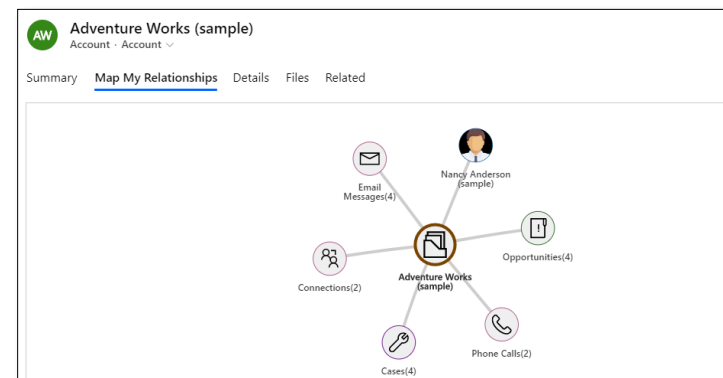 AW
Adventure Works (sample)
Account · Account
Summary Map My Relationships Details Files Related
Nancy Anderson
(sample)
Email
Messages(4)
Opportunities(4)
Adventure Works
(sample)
Connections(2)
Phone Calls(2)
Cases(4)